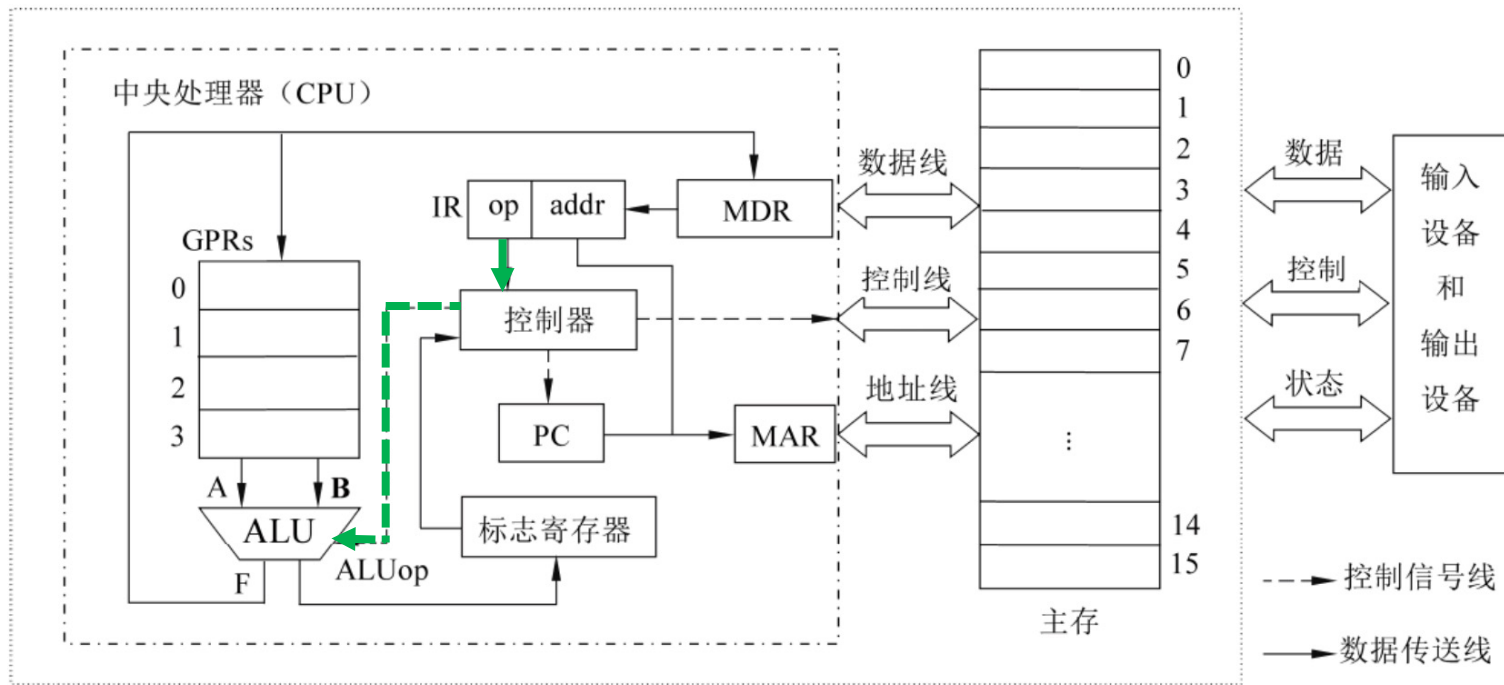 中央处理器（CPU）
IR
op
addr
MDR
GPRs
0
1
2
3
控制器
PC
MAR
A
B
ALU
ALUop
F
标志寄存器
数据线
控制线
地址线
0
1
2
3
4
5
6
7
⋮
14
15
主存
数据
控制
状态
输入
设备
和
输出
设备
控制信号线
数据传送线